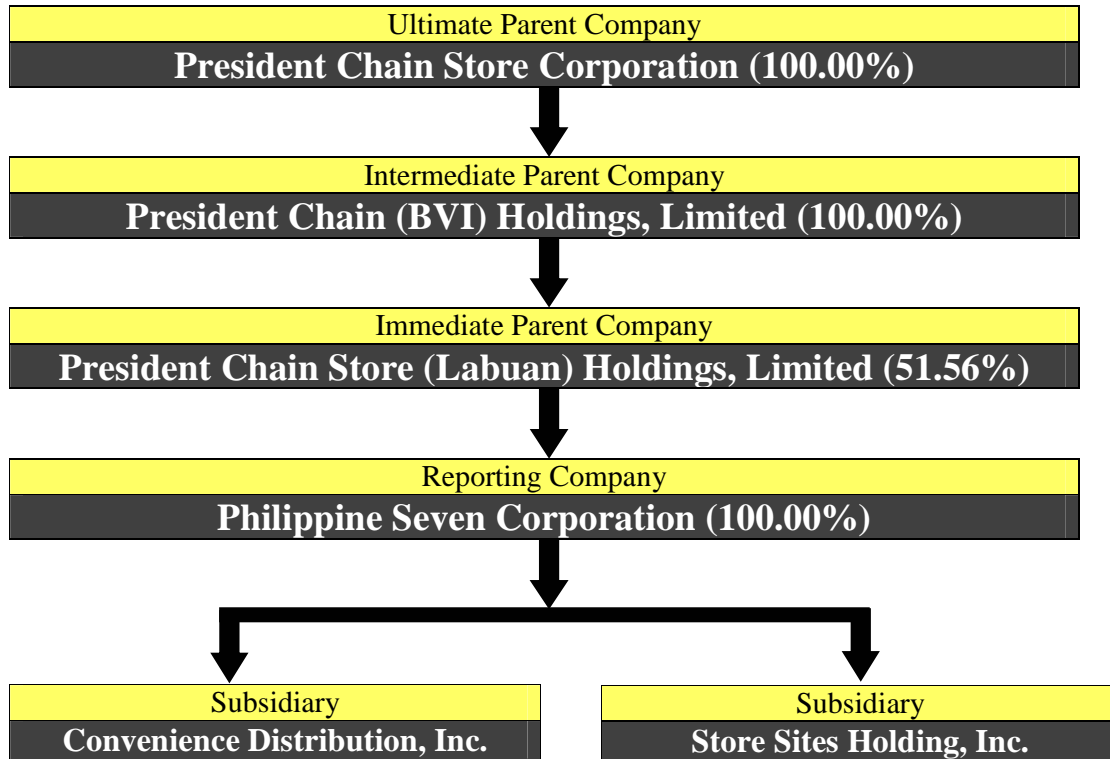 Ultimate Parent Company
President Chain Store Corporation (100.00%)
Intermediate Parent Company
President Chain (BVI) Holdings, Limited (100.00%)
Immediate Parent Company
President Chain Store (Labuan) Holdings, Limited (51.56%)
Reporting Company
Philippine Seven Corporation (100.00%)
Subsidiary
Convenience Distribution, Inc.
Subsidiary
Store Sites Holding, Inc.